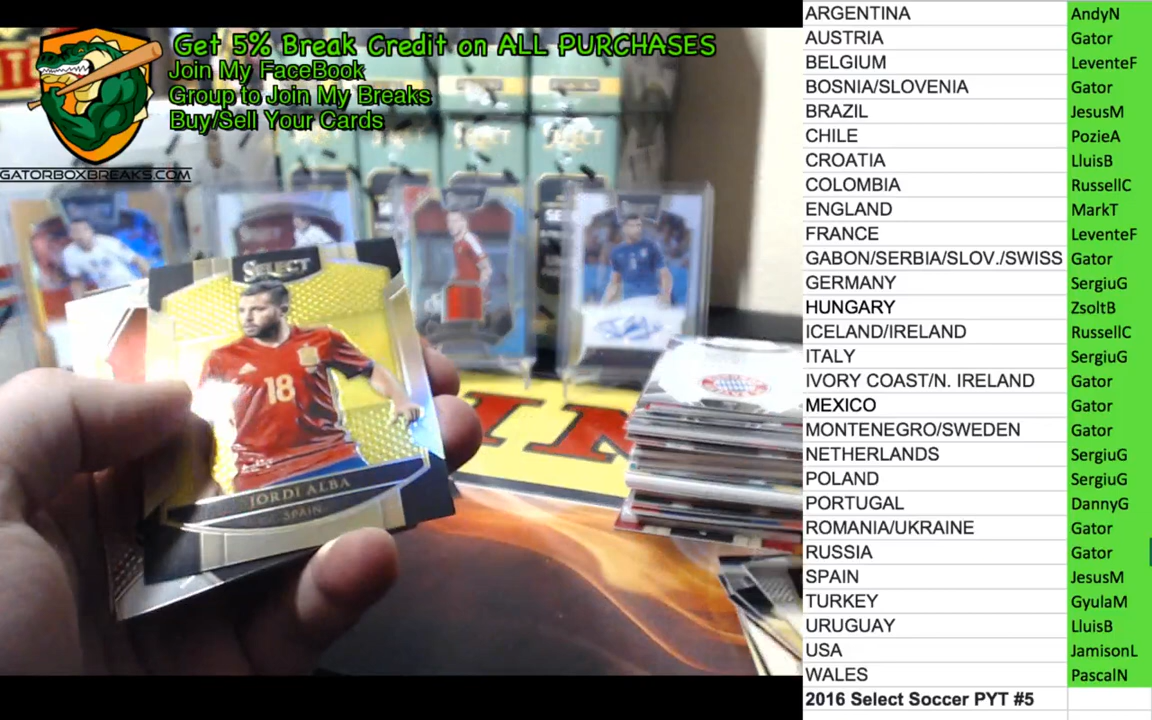 Get 5% Break Credit on ALL PURCHASES
Join My FaceBook
Group to Join My Breaks
Buy/Sell Your Cards
GATORBOXBREAKS.COM
SELECT
18
JORDI ALBA
SPAIN
ARGENTINA AndyN
AUSTRIA Gator
BELGIUM LeventeF
BOSNIA/SLOVENIA Gator
BRAZIL JesusM
CHILE PozieA
CROATIA LluisB
COLOMBIA RussellC
ENGLAND MarkT
FRANCE LeventeF
GABON/SERBIA/SLOV./SWISS Gator
GERMANY SergiuG
HUNGARY ZsoltB
ICELAND/IRELAND RussellC
ITALY SergiuG
IVORY COAST/N. IRELAND Gator
MEXICO Gator
MONTENEGRO/SWEDEN Gator
NETHERLANDS SergiuG
POLAND SergiuG
PORTUGAL DannyG
ROMANIA/UKRAINE Gator
RUSSIA Gator
SPAIN JesusM
TURKEY GyulaM
URUGUAY LluisB
USA JamisonL
WALES PascalN
2016 Select Soccer PYT #5